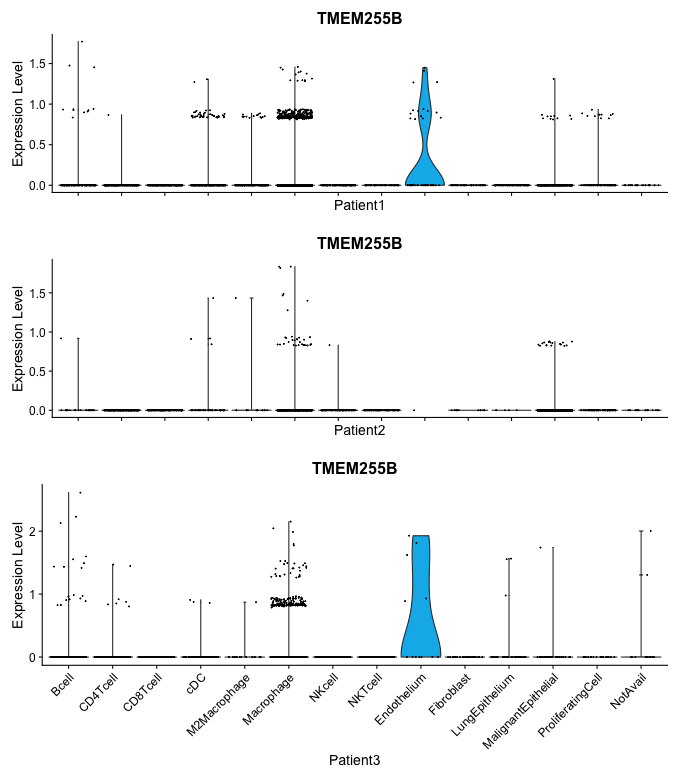 TMEM255B
Expression Level
1.5
1.0
0.5
0.0
Patient1
TMEM255B
Expression Level
1.5
1.0
0.5
0.0
Patient2
TMEM255B
Expression Level
2
1
0
Bcell
CD4Tcell
CD8Tcell
cDC
M2Macrophage
Macrophage
NKcell
NKTcell
Endothelium
Fibroblast
LungEpithelium
MalignantEpithelial
ProliferatingCell
NotAvail
Patient3